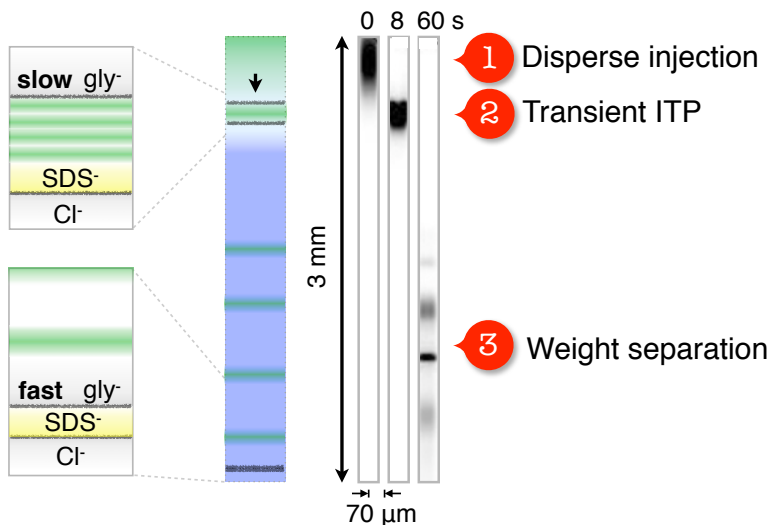 0 8 60 s
slow gly-
SDS-
Cl-
fast gly-
SDS-
Cl-
3 mm
70 µm
1 Disperse injection
2 Transient ITP
3 Weight separation